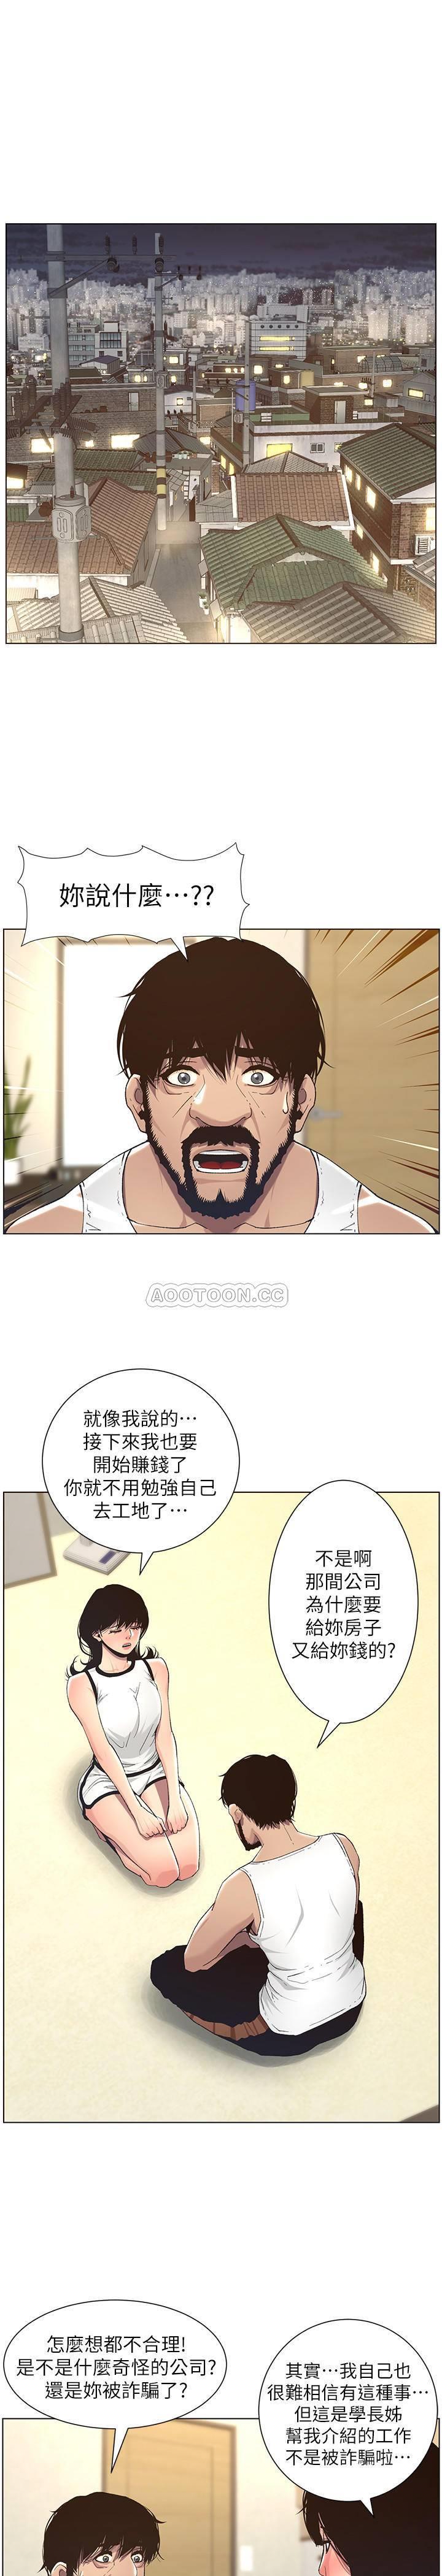 妳說什麼…??
AOOTOON.CC
就像我說的…
接下來我也要
開始賺錢了
你就不用勉強自己
去工地了…
不是啊
那間公司
為什麼要
給妳房子
又給妳錢的?
怎麼想都不合理!
是不是什麼奇怪的公司?
還是妳被詐騙了?
其實…我自己也
很難相信有這種事…
但這是學長姊
幫我介紹的工作
不是被詐騙啦…